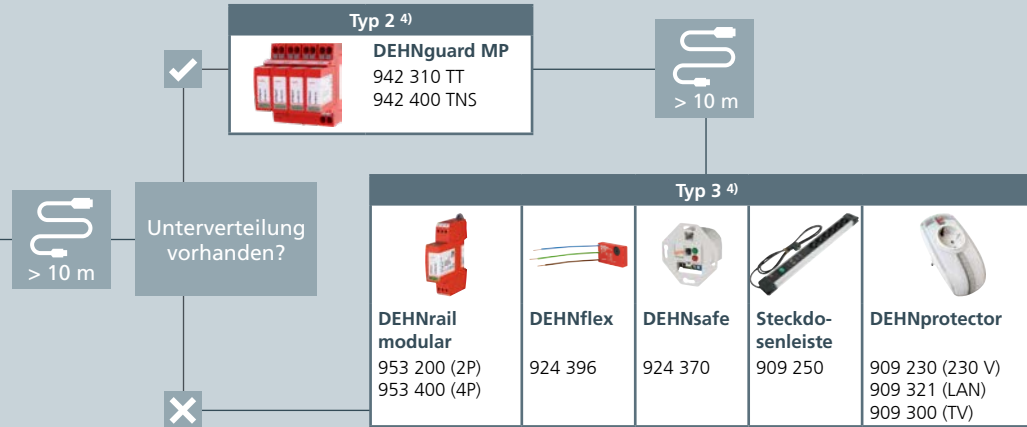 Typ 2 4)
DEHNguard MP
942 310 TT
942 400 TNS
> 10 m
> 10 m
Unterverteilung
vorhanden?
Typ 3 4)
DEHNrail
modular
953 200 (2P)
953 400 (4P)
DEHNflex
924 396
DEHNsafe
924 370
Steckdo-
senleiste
909 250
DEHNprotector
909 230 (230 V)
909 321 (LAN)
909 300 (TV)